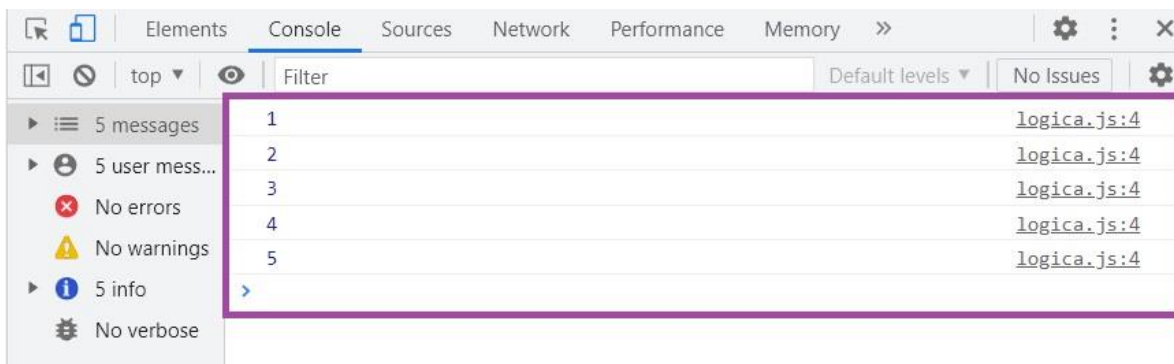 Elements Console Sources Network Performance Memory
top Filter Default levels No Issues
5 messages 1 logica.js:4
5 user mess... 2 logica.js:4
No errors 3 logica.js:4
No warnings 4 logica.js:4
5 info 5 logica.js:4
No verbose